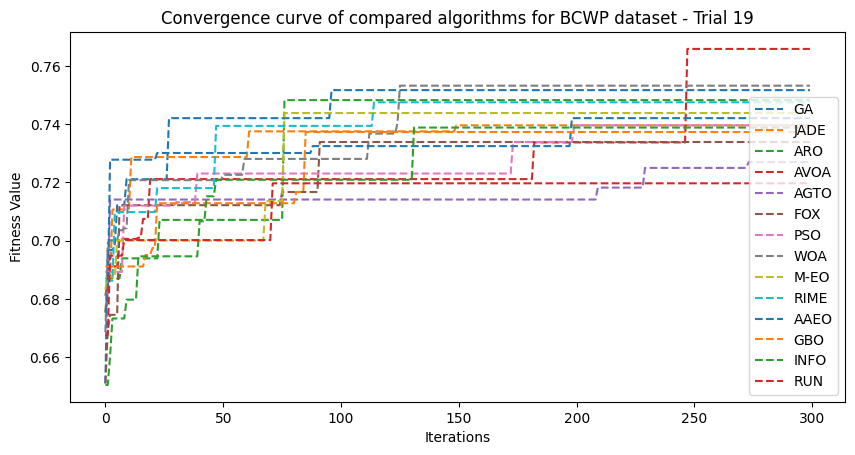 Convergence curve of compared algorithms for BCWP dataset - Trial 19
Fitness Value
0.76
0.74
0.72
0.70
0.68
0.66
GA
JADE
ARO
AVOA
AGTO
FOX
PSO
WOA
M-EO
RIME
AAEO
GBO
INFO
RUN
0
50
100
150
200
250
300
Iterations